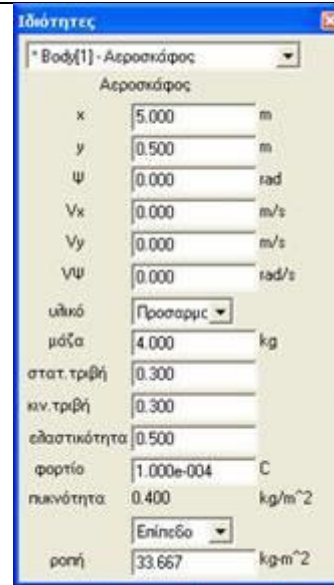 Ιδιότητες
* Body[1] - Αεροσκάφος
Αεροσκάφος
x 5.000 m
y 0.500 m
Ψ 0.000 rad
Vx 0.000 m/s
Vy 0.000 m/s
VΨ 0.000 rad/s
υλικό Προσαρμο
μάζα 4.000 kg
στατ.τριβή 0.300
κιν.τριβή 0.300
ελαστικότητα 0.500
φορτίο 1.000e-004 C
πυκνότητα 0.400 kg/m^2
Επίπεδο
ροπή 33.667 kg-m^2